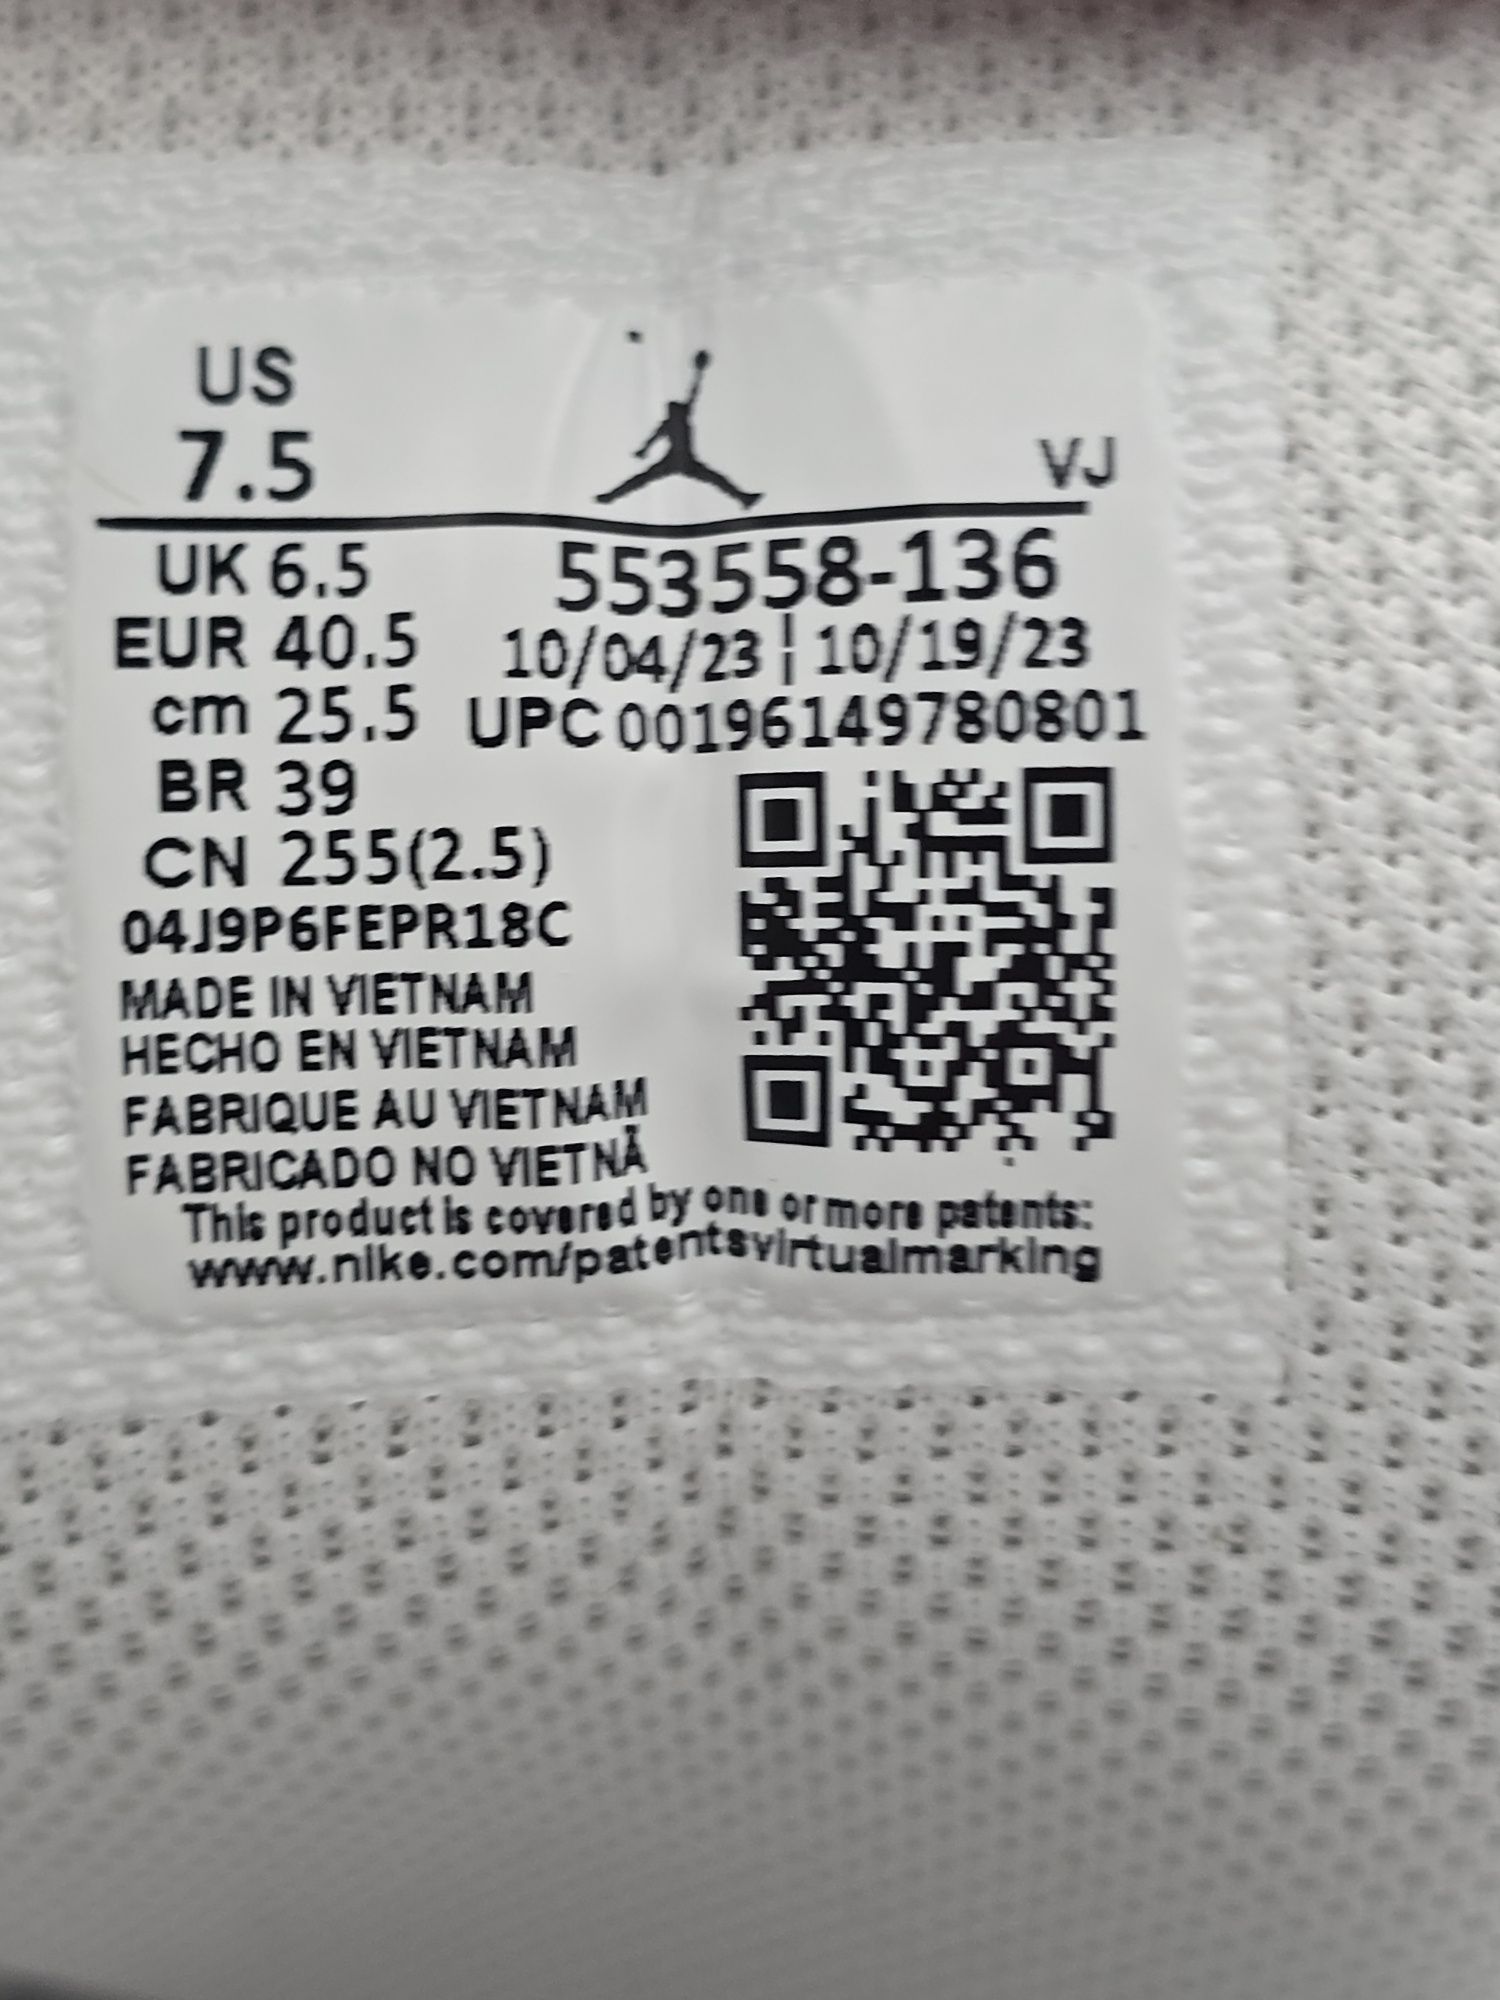 US
7.5
VJ
UK 6.5
553558-136
EUR 40.5
10/04/23 ¦ 10/19/23
cm 25.5
UPC 00196149780801
BR 39
CN 255(2.5)
04J9P6FEPR18C
MADE IN VIETNAM
HECHO EN VIETNAM
FABRIQUE AU VIETNAM
FABRICADO NO VIETNÃ
This product is covered by one or more patents:
www.nike.com/patentsvirtualmarking